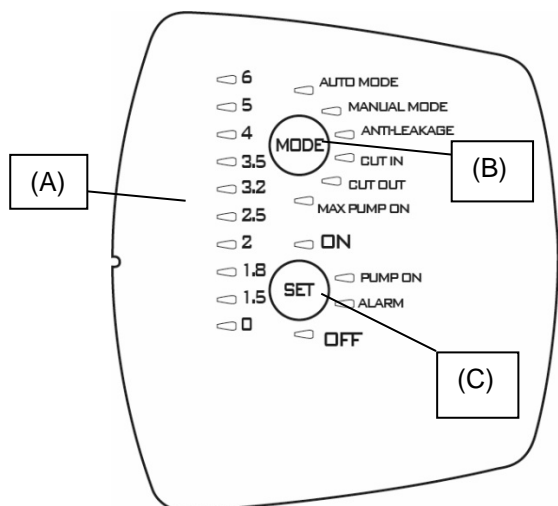 6
5
4
3.5
3.2
2.5
2
1.8
1.5
0
AUTO MODE
MANUAL MODE
ANTI-LEAKAGE
MODE
CUT IN
CUT OUT
MAX PUMP ON
ON
PUMP ON
SET
ALARM
OFF
(A)
(B)
(C)